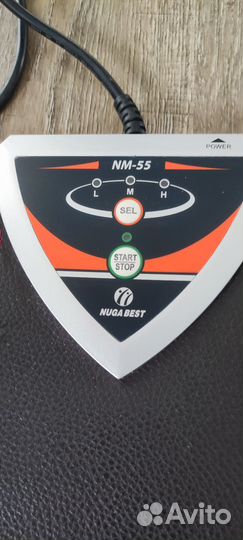 POWER
NM-55
L M H
SEL
START
STOP
NUGA BEST
Avito